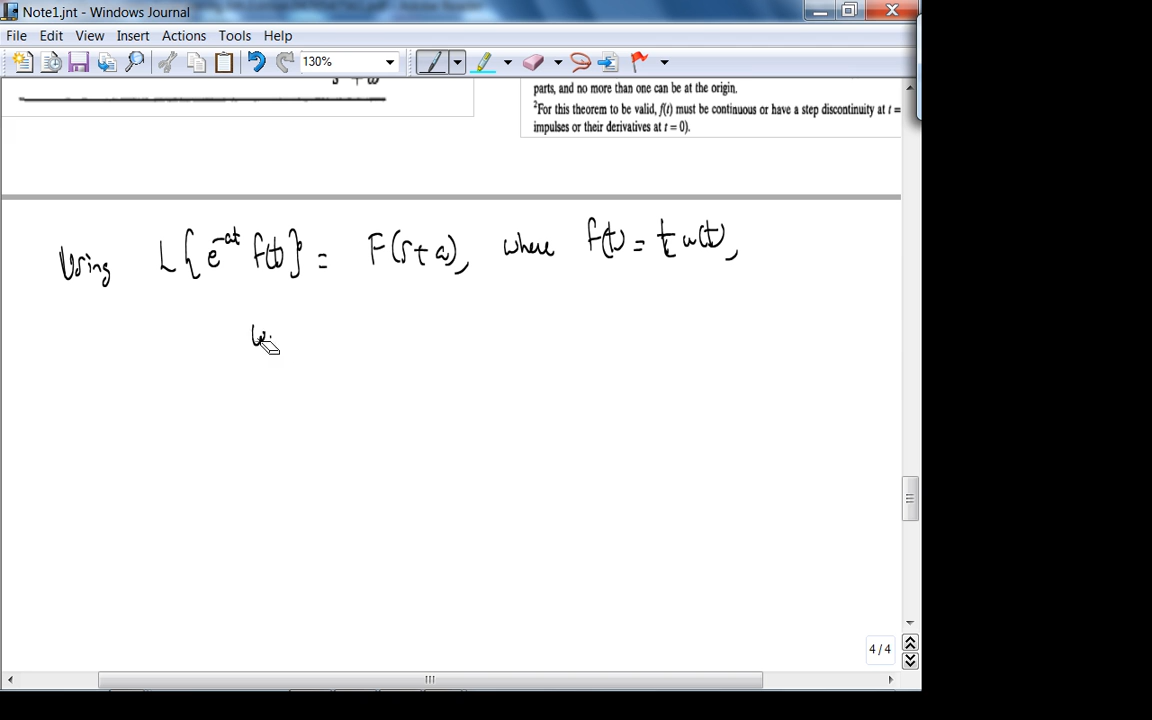 Note1.jnt - Windows Journal
File Edit View Insert Actions Tools Help
130%
parts, and no more than one can be at the origin.
²For this theorem to be valid, f(t) must be continuous or have a step discontinuity at t =
impulses or their derivatives at t = 0).
Using L{e^-at f(t)} = F(s+a), where f(t) = t u(t),
4 / 4